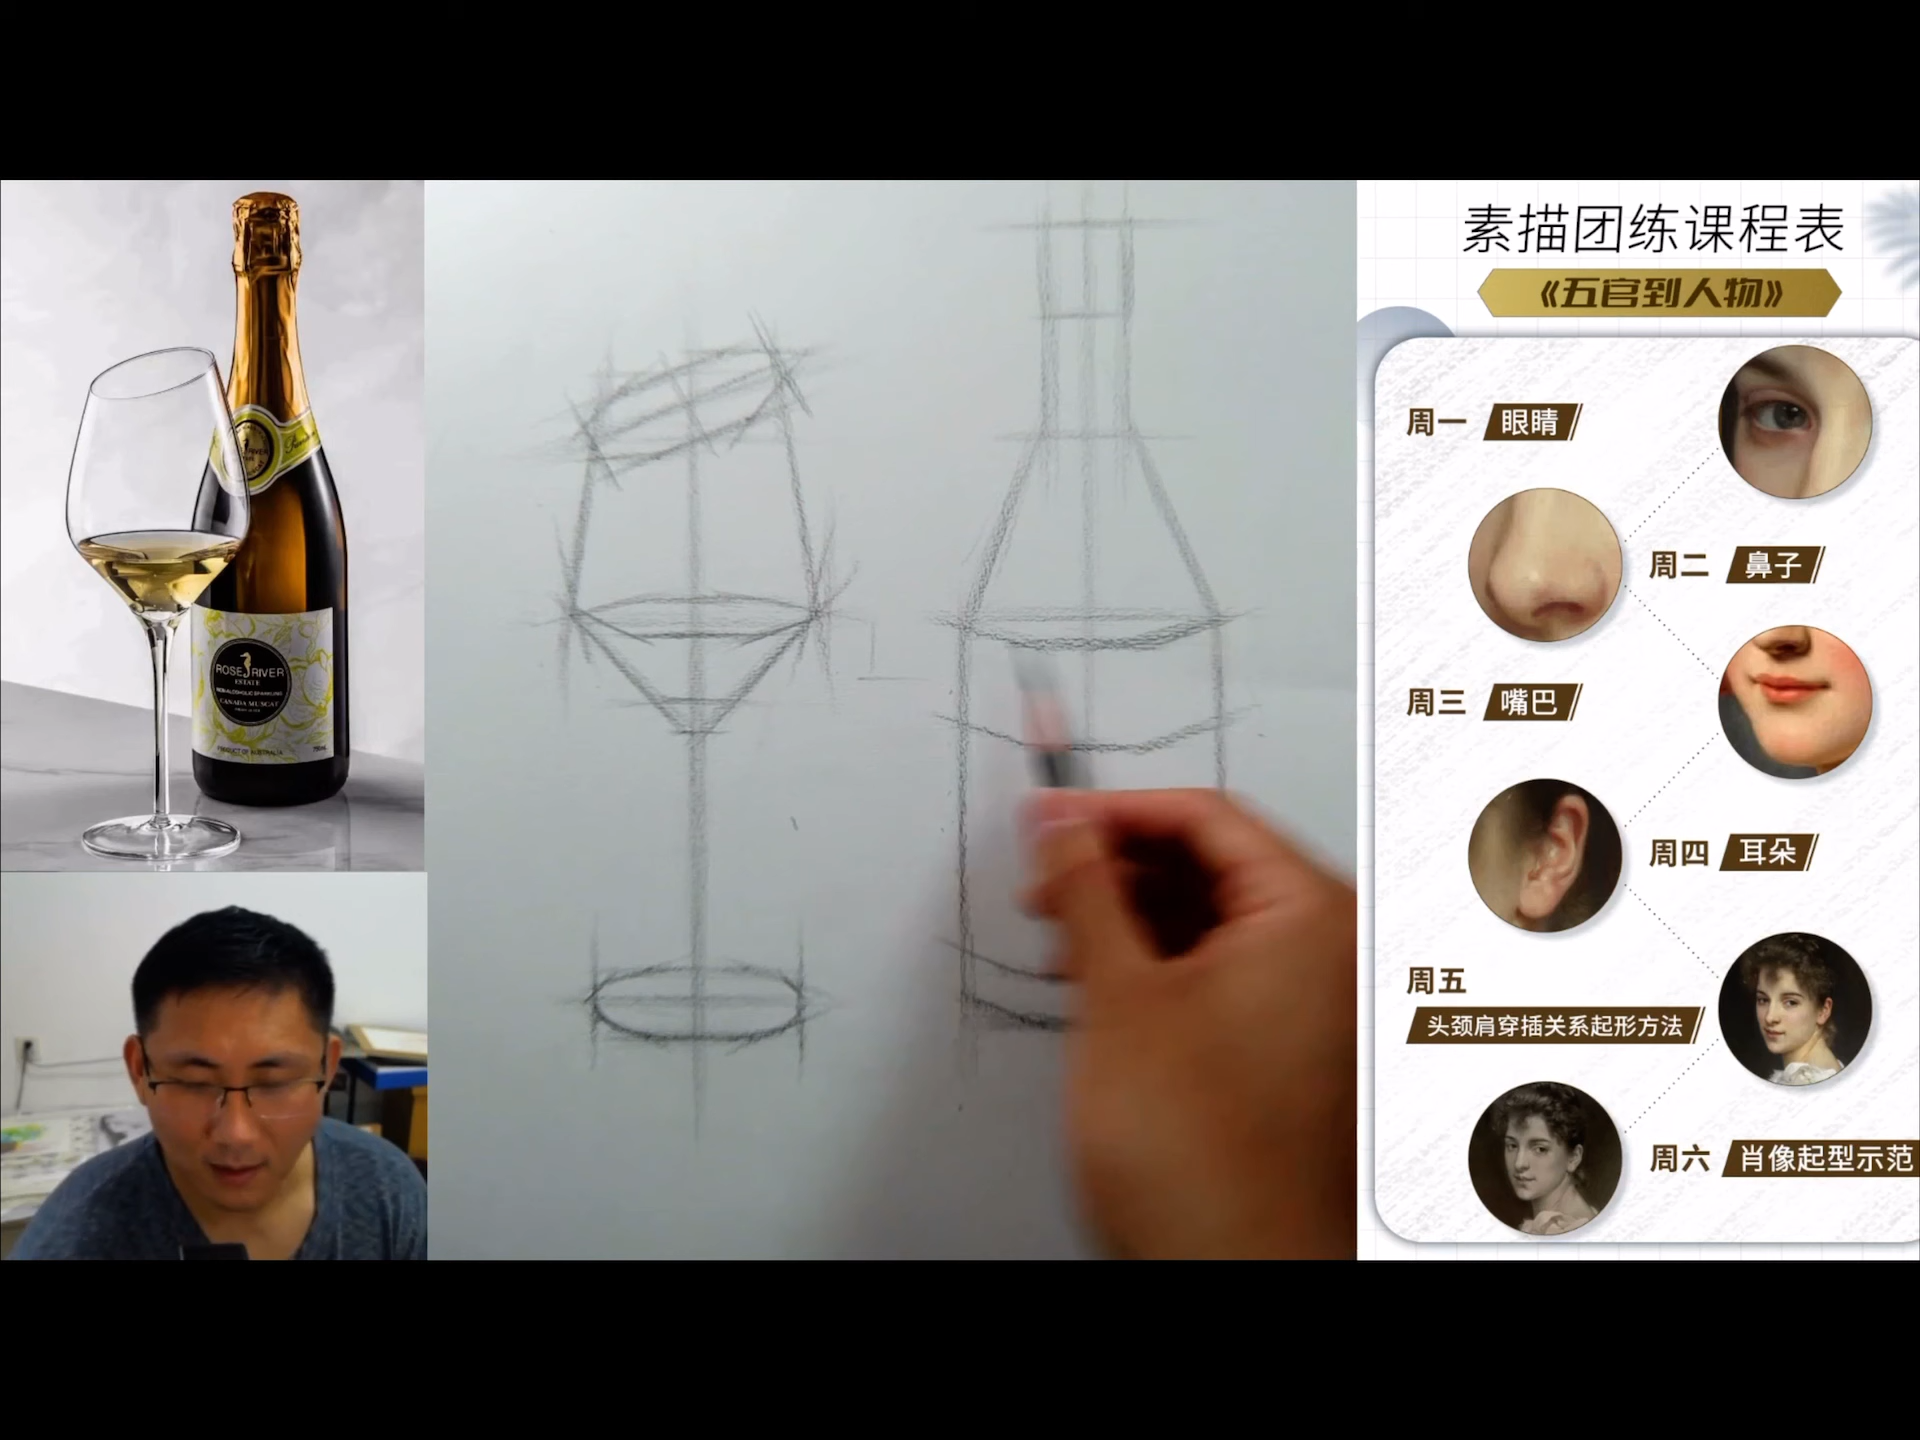 ROSE RIVER
ESTATE
CANADA MUSCAT
PRODUCT OF AUSTRALIA
素描团练课程表
《五官到人物》
周一 眼睛
周二 鼻子
周三 嘴巴
周四 耳朵
周五
头颈肩穿插关系起形方法
周六 肖像起型示范